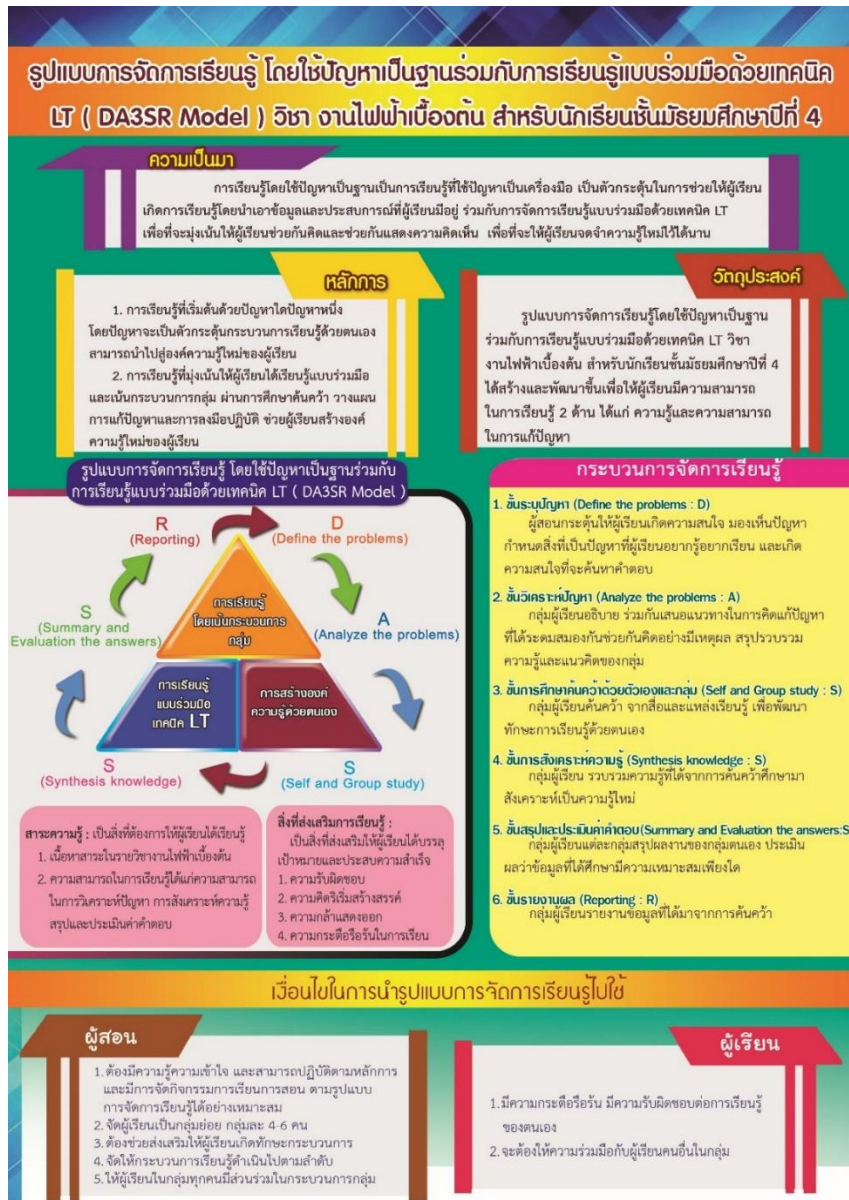 รูปแบบการจัดการเรียนรู้ โดยใช้ปัญหาเป็นฐานร่วมกับการเรียนรู้แบบร่วมมือด้วยเทคนิค
LT ( DA3SR Model ) วิชา งานไฟฟ้าเบื้องต้น สำหรับนักเรียนชั้นมัธยมศึกษาปีที่ 4
ความเป็นมา
การเรียนรู้โดยใช้ปัญหาเป็นฐานเป็นการเรียนรู้ที่ใช้ปัญหาเป็นเครื่องมือ เป็นตัวกระตุ้นในการช่วยให้ผู้เรียน
เกิดการเรียนรู้โดยนำเอาข้อมูลและประสบการณ์ที่ผู้เรียนมีอยู่ ร่วมกับการจัดการเรียนรู้แบบร่วมมือด้วยเทคนิค LT
เพื่อที่จะมุ่งเน้นให้ผู้เรียนช่วยกันคิดและช่วยกันแสดงความคิดเห็น เพื่อที่จะให้ผู้เรียนจดจำความรู้ใหม่ไว้ได้นาน
หลักการ
1. การเรียนรู้ที่เริ่มต้นด้วยปัญหาใดปัญหาหนึ่ง
โดยปัญหาจะเป็นตัวกระตุ้นกระบวนการเรียนรู้ด้วยตนเอง
สามารถนำไปสู่องค์ความรู้ใหม่ของผู้เรียน
2. การเรียนรู้ที่มุ่งเน้นให้ผู้เรียนได้เรียนรู้แบบร่วมมือ
และเน้นกระบวนการกลุ่ม ผ่านการศึกษาค้นคว้า วางแผน
การแก้ปัญหาและการลงมือปฏิบัติ ช่วยผู้เรียนสร้างองค์
ความรู้ใหม่ของผู้เรียน
วัตถุประสงค์
รูปแบบการจัดการเรียนรู้โดยใช้ปัญหาเป็นฐาน
ร่วมกับการเรียนรู้แบบร่วมมือด้วยเทคนิค LT วิชา
งานไฟฟ้าเบื้องต้น สำหรับนักเรียนชั้นมัธยมศึกษาปีที่ 4
ได้สร้างและพัฒนาขึ้นเพื่อให้ผู้เรียนมีความสามารถ
ในการเรียนรู้ 2 ด้าน ได้แก่ ความรู้และความสามารถ
ในการแก้ปัญหา
รูปแบบการจัดการเรียนรู้ โดยใช้ปัญหาเป็นฐานร่วมกับ
การเรียนรู้แบบร่วมมือด้วยเทคนิค LT ( DA3SR Model )
R
(Reporting)
D
(Define the problems)
A
(Analyze the problems)
S
(Self and Group study)
S
(Synthesis knowledge)
S
(Summary and
Evaluation the answers)
การเรียนรู้
โดยเน้นกระบวนการ
กลุ่ม
การเรียนรู้
แบบร่วมมือ
เทคนิค LT
การสร้างองค์
ความรู้ด้วยตนเอง
สาระความรู้ : เป็นสิ่งที่ต้องการให้ผู้เรียนได้เรียนรู้
1. เนื้อหาสาระในรายวิชางานไฟฟ้าเบื้องต้น
2. ความสามารถในการเรียนรู้ได้แก่ความสามารถ
ในการวิเคราะห์ปัญหา การสังเคราะห์ความรู้
สรุปและประเมินค่าคำตอบ
สิ่งที่ส่งเสริมการเรียนรู้ :
เป็นสิ่งที่ส่งเสริมให้ผู้เรียนได้บรรลุ
เป้าหมายและประสบความสำเร็จ
1. ความรับผิดชอบ
2. ความคิดริเริ่มสร้างสรรค์
3. ความกล้าแสดงออก
4. ความกระตือรือร้นในการเรียน
กระบวนการจัดการเรียนรู้
1. ขั้นระบุปัญหา (Define the problems : D)
ผู้สอนกระตุ้นให้ผู้เรียนเกิดความสนใจ มองเห็นปัญหา
กำหนดสิ่งที่เป็นปัญหาที่ผู้เรียนอยากรู้อยากเรียน และเกิด
ความสนใจที่จะค้นหาคำตอบ
2. ขั้นวิเคราะห์ปัญหา (Analyze the problems : A)
กลุ่มผู้เรียนอธิบาย ร่วมกันเสนอแนวทางในการคิดแก้ปัญหา
ที่ได้ระดมสมองกันช่วยกันคิดอย่างมีเหตุผล สรุปรวบรวม
ความรู้และแนวคิดของกลุ่ม
3. ขั้นการศึกษาค้นคว้าด้วยตัวเองและกลุ่ม (Self and Group study : S)
กลุ่มผู้เรียนค้นคว้า จากสื่อและแหล่งเรียนรู้ เพื่อพัฒนา
ทักษะการเรียนรู้ด้วยตนเอง
4. ขั้นการสังเคราะห์ความรู้ (Synthesis knowledge : S)
กลุ่มผู้เรียน รวบรวมความรู้ที่ได้จากการค้นคว้าศึกษามา
สังเคราะห์เป็นความรู้ใหม่
5. ขั้นสรุปและประเมินค่าคำตอบ(Summary and Evaluation the answers:S
กลุ่มผู้เรียนแต่ละกลุ่มสรุปผลงานของกลุ่มตนเอง ประเมิน
ผลว่าข้อมูลที่ได้ศึกษามีความเหมาะสมเพียงใด
6. ขั้นรายงานผล (Reporting : R)
กลุ่มผู้เรียนรายงานข้อมูลที่ได้มาจากการค้นคว้า
เงื่อนไขในการนำรูปแบบการจัดการเรียนรู้ไปใช้
ผู้สอน
1. ต้องมีความรู้ความเข้าใจ และสามารถปฏิบัติตามหลักการ
และมีการจัดกิจกรรมการเรียนการสอน ตามรูปแบบ
การจัดการเรียนรู้ได้อย่างเหมาะสม
2. จัดผู้เรียนเป็นกลุ่มย่อย กลุ่มละ 4-6 คน
3. ต้องช่วยส่งเสริมให้ผู้เรียนเกิดทักษะกระบวนการ
4. จัดให้กระบวนการเรียนรู้ดำเนินไปตามลำดับ
5. ให้ผู้เรียนในกลุ่มทุกคนมีส่วนร่วมในกระบวนการกลุ่ม
ผู้เรียน
1. มีความกระตือรือร้น มีความรับผิดชอบต่อการเรียนรู้
ของตนเอง
2. จะต้องให้ความร่วมมือกับผู้เรียนคนอื่นในกลุ่ม